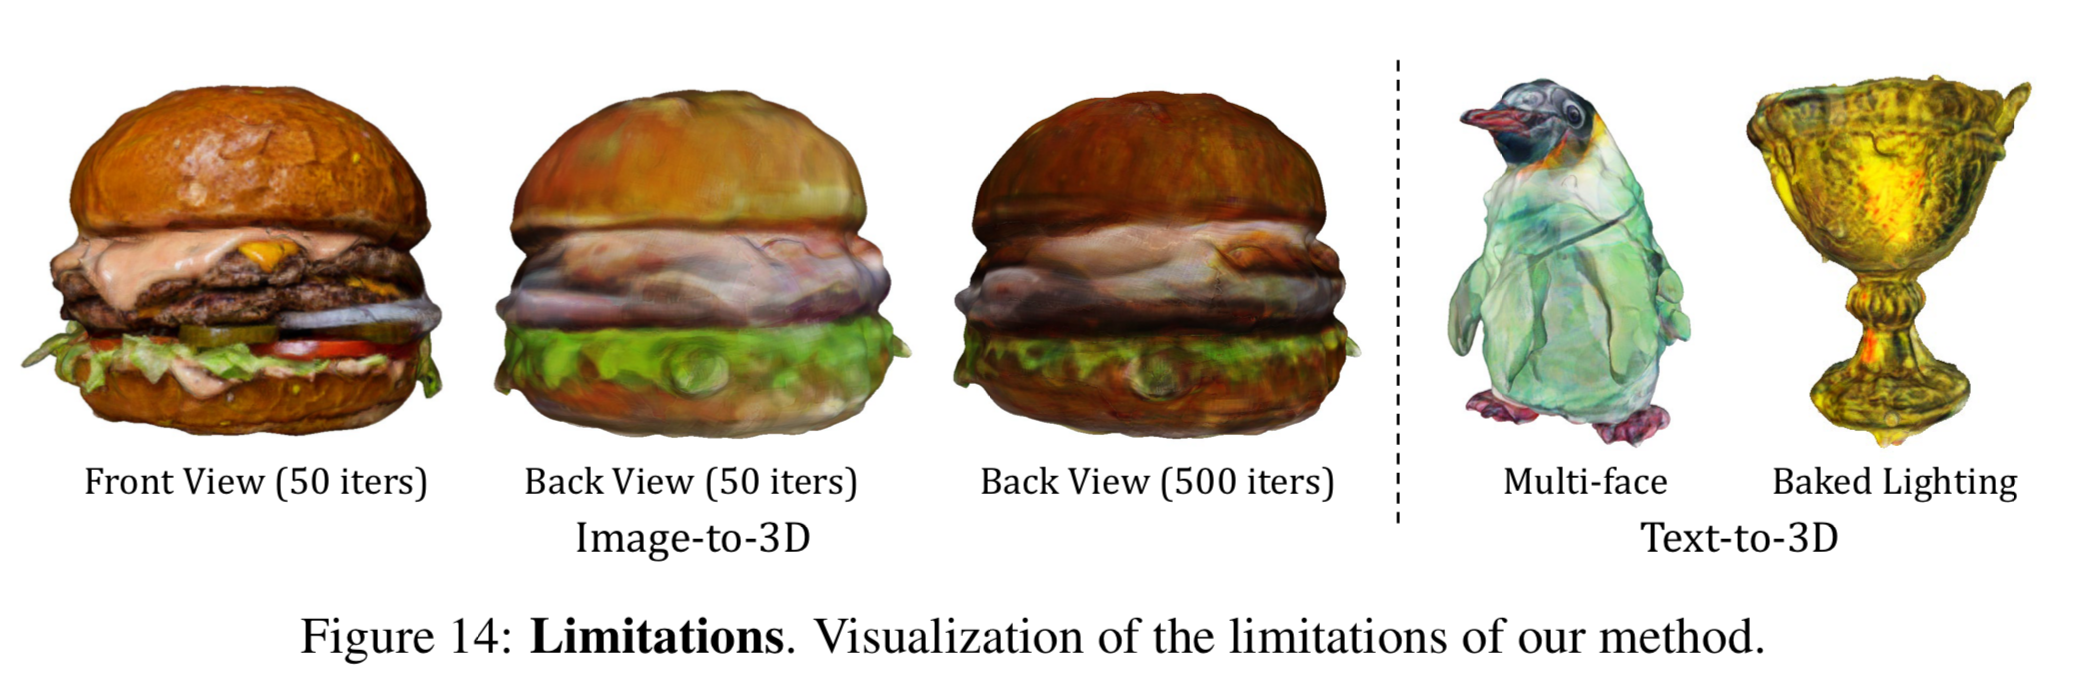 Front View (50 iters)
Back View (50 iters)
Back View (500 iters)
Image-to-3D
Multi-face
Baked Lighting
Text-to-3D
Figure 14: Limitations. Visualization of the limitations of our method.